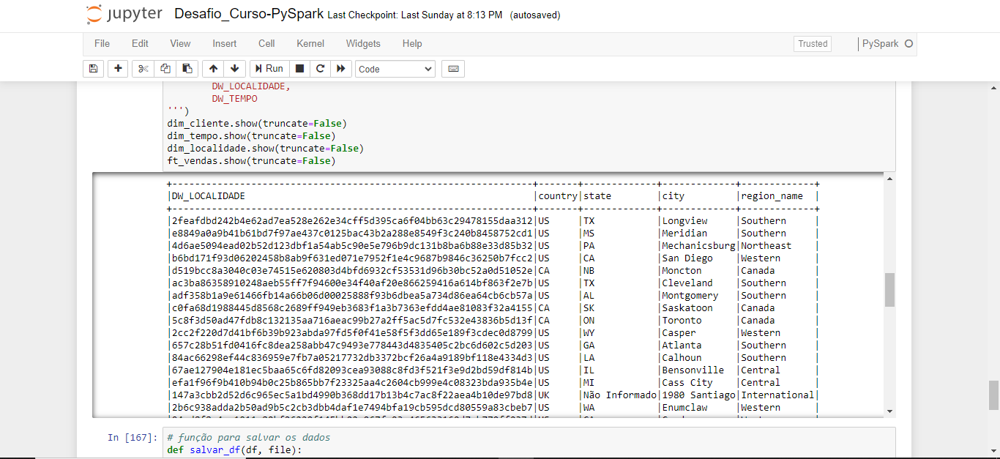 jupyter Desafio_Curso-PySpark Last Checkpoint: Last Sunday at 8:13 PM (autosaved)
File Edit View Insert Cell Kernel Widgets Help Trusted PySpark
Run Code
DW_LOCALIDADE,
DW_TEMPO
''')
dim_cliente.show(truncate=False)
dim_tempo.show(truncate=False)
dim_localidade.show(truncate=False)
ft_vendas.show(truncate=False)
+----------------------------------------------------------------+-------+-------------+-------------+-------------+
|DW_LOCALIDADE |country|state |city |region_name |
+----------------------------------------------------------------+-------+-------------+-------------+-------------+
|2feafdbd242b4e62ad7ea528e262e34cff5d395ca6f04bb63c29478155daa312|US |TX |Longview |Southern |
|e8849a0a9b41b61bd7f97ae437c0125bac43b2a288e8549f3c240b8458752cd1|US |MS |Meridian |Southern |
|4d6ae5094ead02b52d123dbf1a54ab5c90e5e796b9dc131b8ba6b88e33d85b32|US |PA |Mechanicsburg|Northeast |
|b6bd171f93d06202458b8ab9f631ed071e7952f1e4c9687b9846c36250b7fcc2|US |CA |San Diego |Western |
|d519bcc8a3040c03e74515e620803d4bfd6932cf53531d96b30bc52a0d51052e|CA |NB |Moncton |Canada |
|ac3ba86358910248aeb55ff7f94600e34f40af20e866259416a614bf863f2e7b|US |TX |Cleveland |Southern |
|adf358b1a9e61466fb14a66b06d00025888f93b6dbea5a734d86ea64cb6cb57a|US |AL |Montgomery |Southern |
|c0fa68d1988445d8568c2689ff949eb3683f1a3b7363efdd4ae81083f32a4155|CA |SK |Saskatoon |Canada |
|5c8f3d50ad47fdb8c132135aa716aeac99b27a2ff5ac5d7fc532e43836b5d13f|CA |ON |Toronto |Canada |
|2cc2f220d7d41bf6b39b923abda97fd5f0f41e58f5f3dd65e189f3cdec0d8799|US |WY |Casper |Western |
|657c28b51fd0416fc8dea258abb47c9493e778443d4835405c2bc6d602c5d203|US |GA |Atlanta |Southern |
|84ac66298ef44c836959e7fb7a05217732db3372bcf26a4a9189bf118e4334d3|US |LA |Calhoun |Southern |
|67ae127904e181ec5baa65c6fd82093cea93088c8fd3f521f3e9d2bd59df814b|US |IL |Bensonville |Central |
|efa1f96f9b410b94b0c25b865bb7f23325aa4c2604cb999e4c08323bda935b4e|US |MI |Cass City |Central |
|147a3cbb2d52d6c965ec5a1bd4990b368dd17b13b4c7ac8f22aea4b10de97bd8|UK |Não Informado|1980 Santiago|International|
|2b6c938adda2b50ad9b5c2cb3dbb4daf1e7494bfa19cb595dcd80559a83cbeb7|US |WA |Enumclaw |Western |
In [167]: # função para salvar os dados
def salvar_df(df, file):